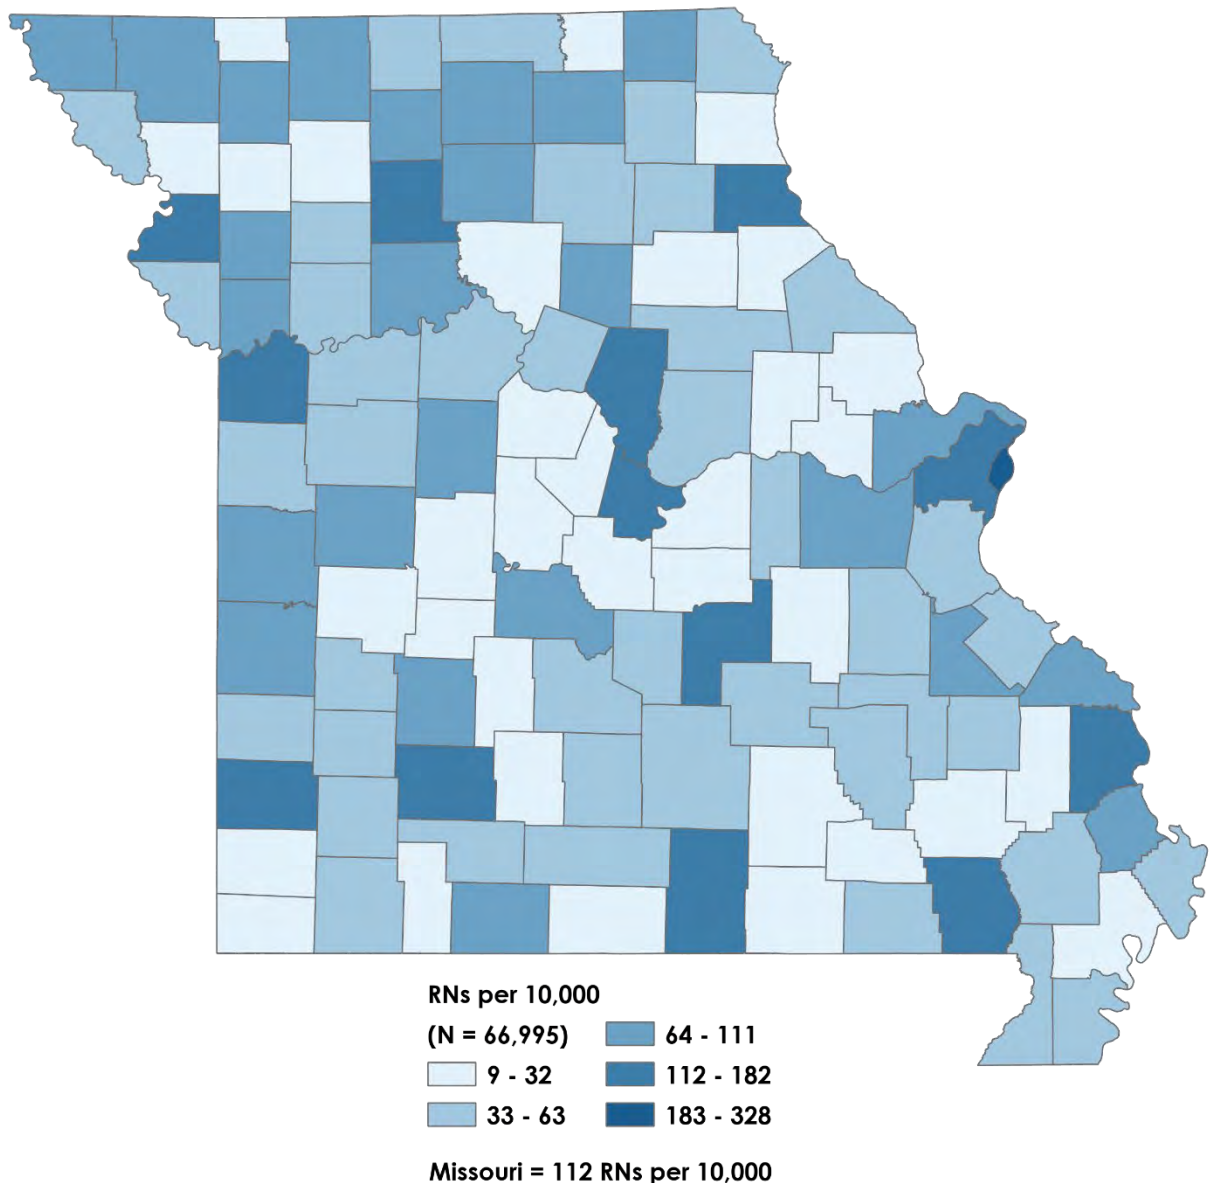 RNs per 10,000
(N = 66,995)
9 - 32
33 - 63
64 - 111
112 - 182
183 - 328
Missouri = 112 RNs per 10,000